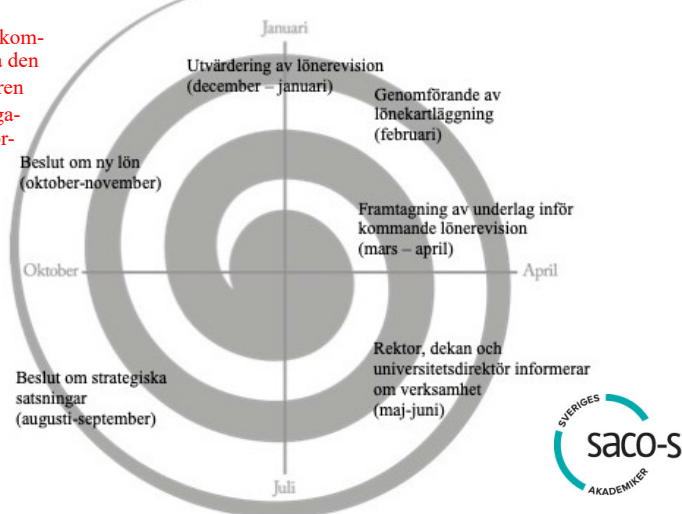 kom-
den
ren
ga-
r-
Januari
Utvärdering av lönerevision
(december – januari)
Genomförande av
lönekartläggning
(februari)
Beslut om ny lön
(oktober-november)
Framtagning av underlag inför
kommande lönerevision
(mars – april)
Oktober
April
Rektor, dekan och
universitetsdirektör informerar
om verksamhet
(maj-juni)
Beslut om strategiska
satsningar
(augusti-september)
Juli
SVERIGES
saco-s
AKADEMIKER